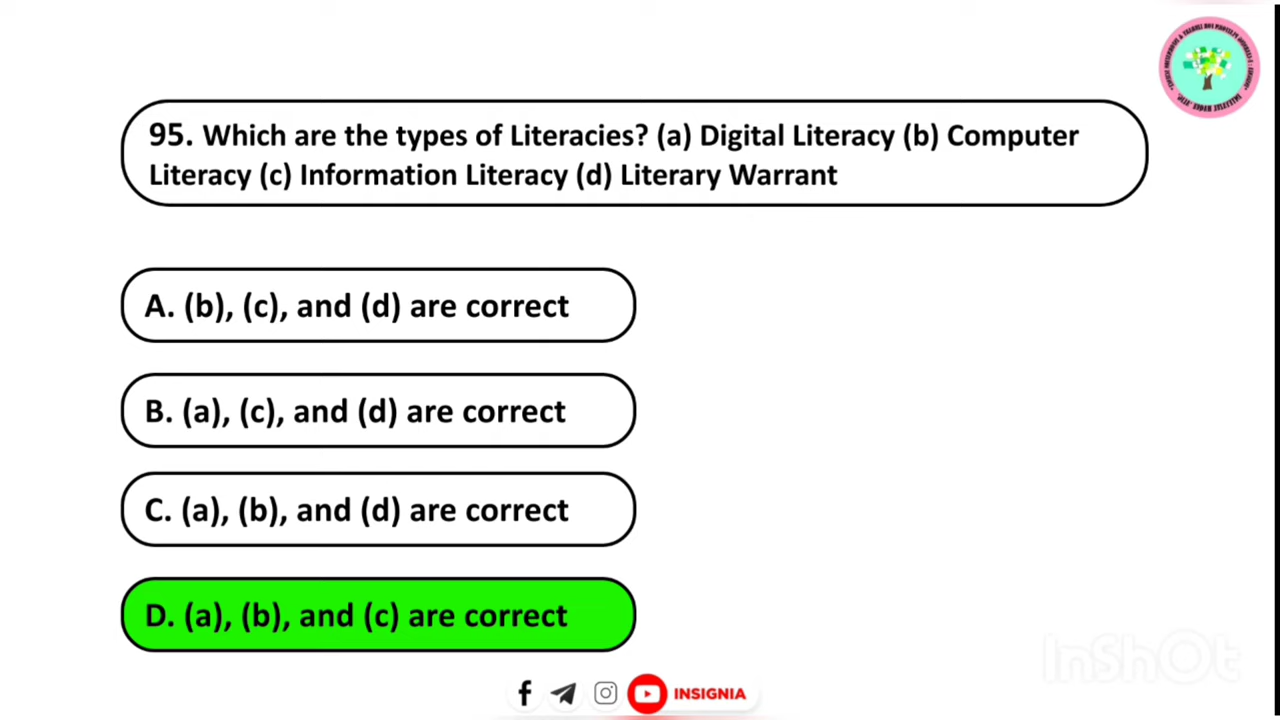 95. Which are the types of Literacies? (a) Digital Literacy (b) Computer
Literacy (c) Information Literacy (d) Literary Warrant
A. (b), (c), and (d) are correct
B. (a), (c), and (d) are correct
C. (a), (b), and (d) are correct
D. (a), (b), and (c) are correct
INSIGNIA
InShOt